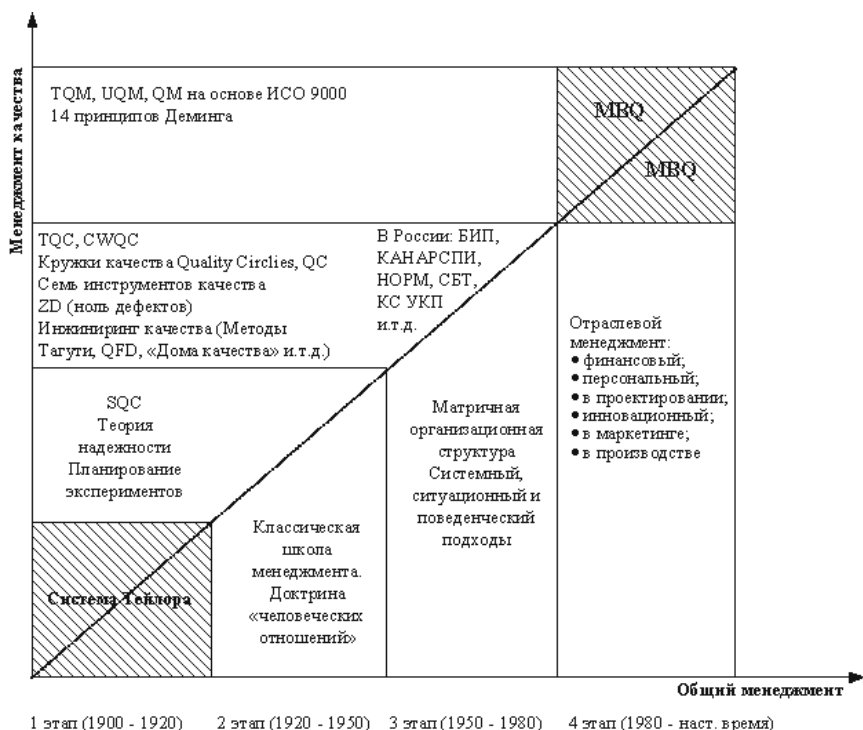 Менеджмент качества
TQM, UQM, QM на основе ИСО 9000
14 принципов Деминга
MBQ
MBQ
TQC, CWQC
Кружки качества Quality Circlies, QC
Семь инструментов качества
ZD (ноль дефектов)
Инжиниринг качества (Методы
Тагути, QFD, «Дома качества» и.т.д.)
В России: БИП,
КАНАРСПИ,
НОРМ, СБТ,
КС УКП
и.т.д.
Отраслевой
менеджмент:
● финансовый;
● персональный;
● в проектировании;
● инновационный;
● в маркетинге;
● в производстве
SQC
Теория
надежности
Планирование
экспериментов
Матричная
организационная
структура
Системный,
ситуационный и
поведенческий
подходы
Классическая
школа
менеджмента.
Доктрина
«человеческих
отношений»
Система Тейлора
Общий менеджмент
1 этап (1900 - 1920)
2 этап (1920 - 1950)
3 этап (1950 - 1980)
4 этап (1980 - наст. время)